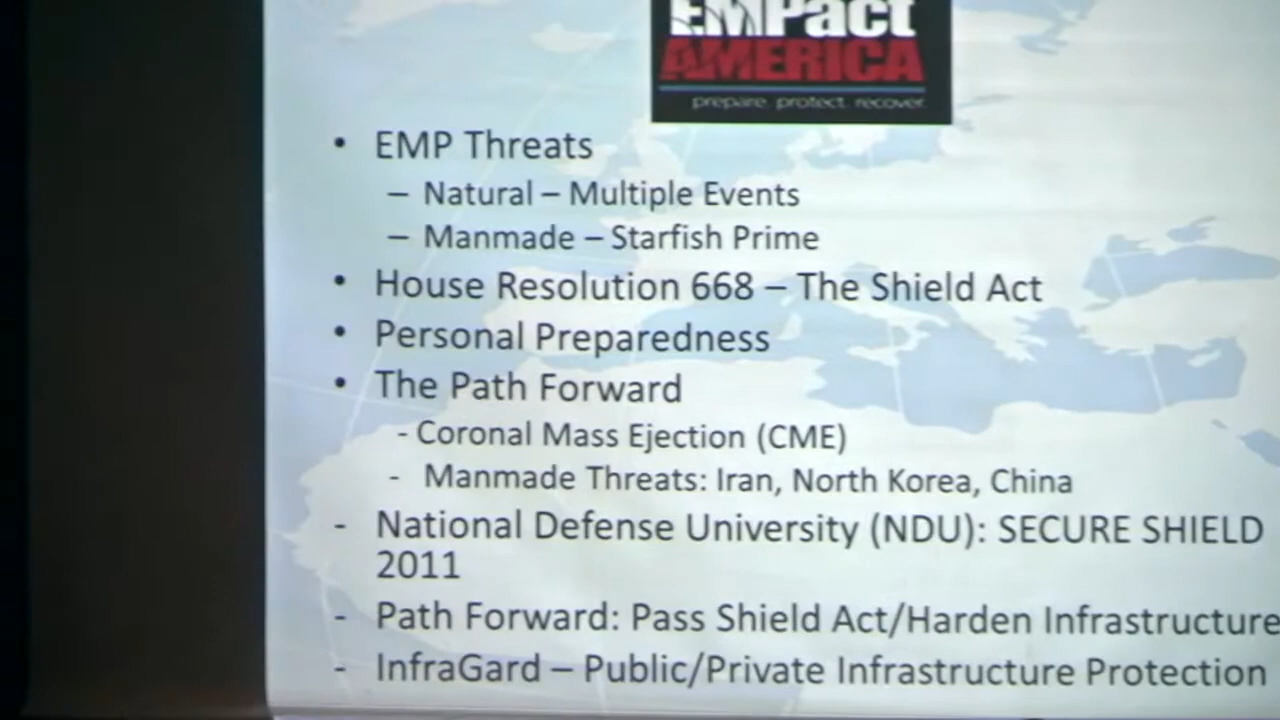 EMPact
AMERICA
prepare. protect. recover.
• EMP Threats
– Natural – Multiple Events
– Manmade – Starfish Prime
• House Resolution 668 – The Shield Act
• Personal Preparedness
• The Path Forward
- Coronal Mass Ejection (CME)
- Manmade Threats: Iran, North Korea, China
- National Defense University (NDU): SECURE SHIELD
2011
- Path Forward: Pass Shield Act/Harden Infrastructure
- InfraGard – Public/Private Infrastructure Protection